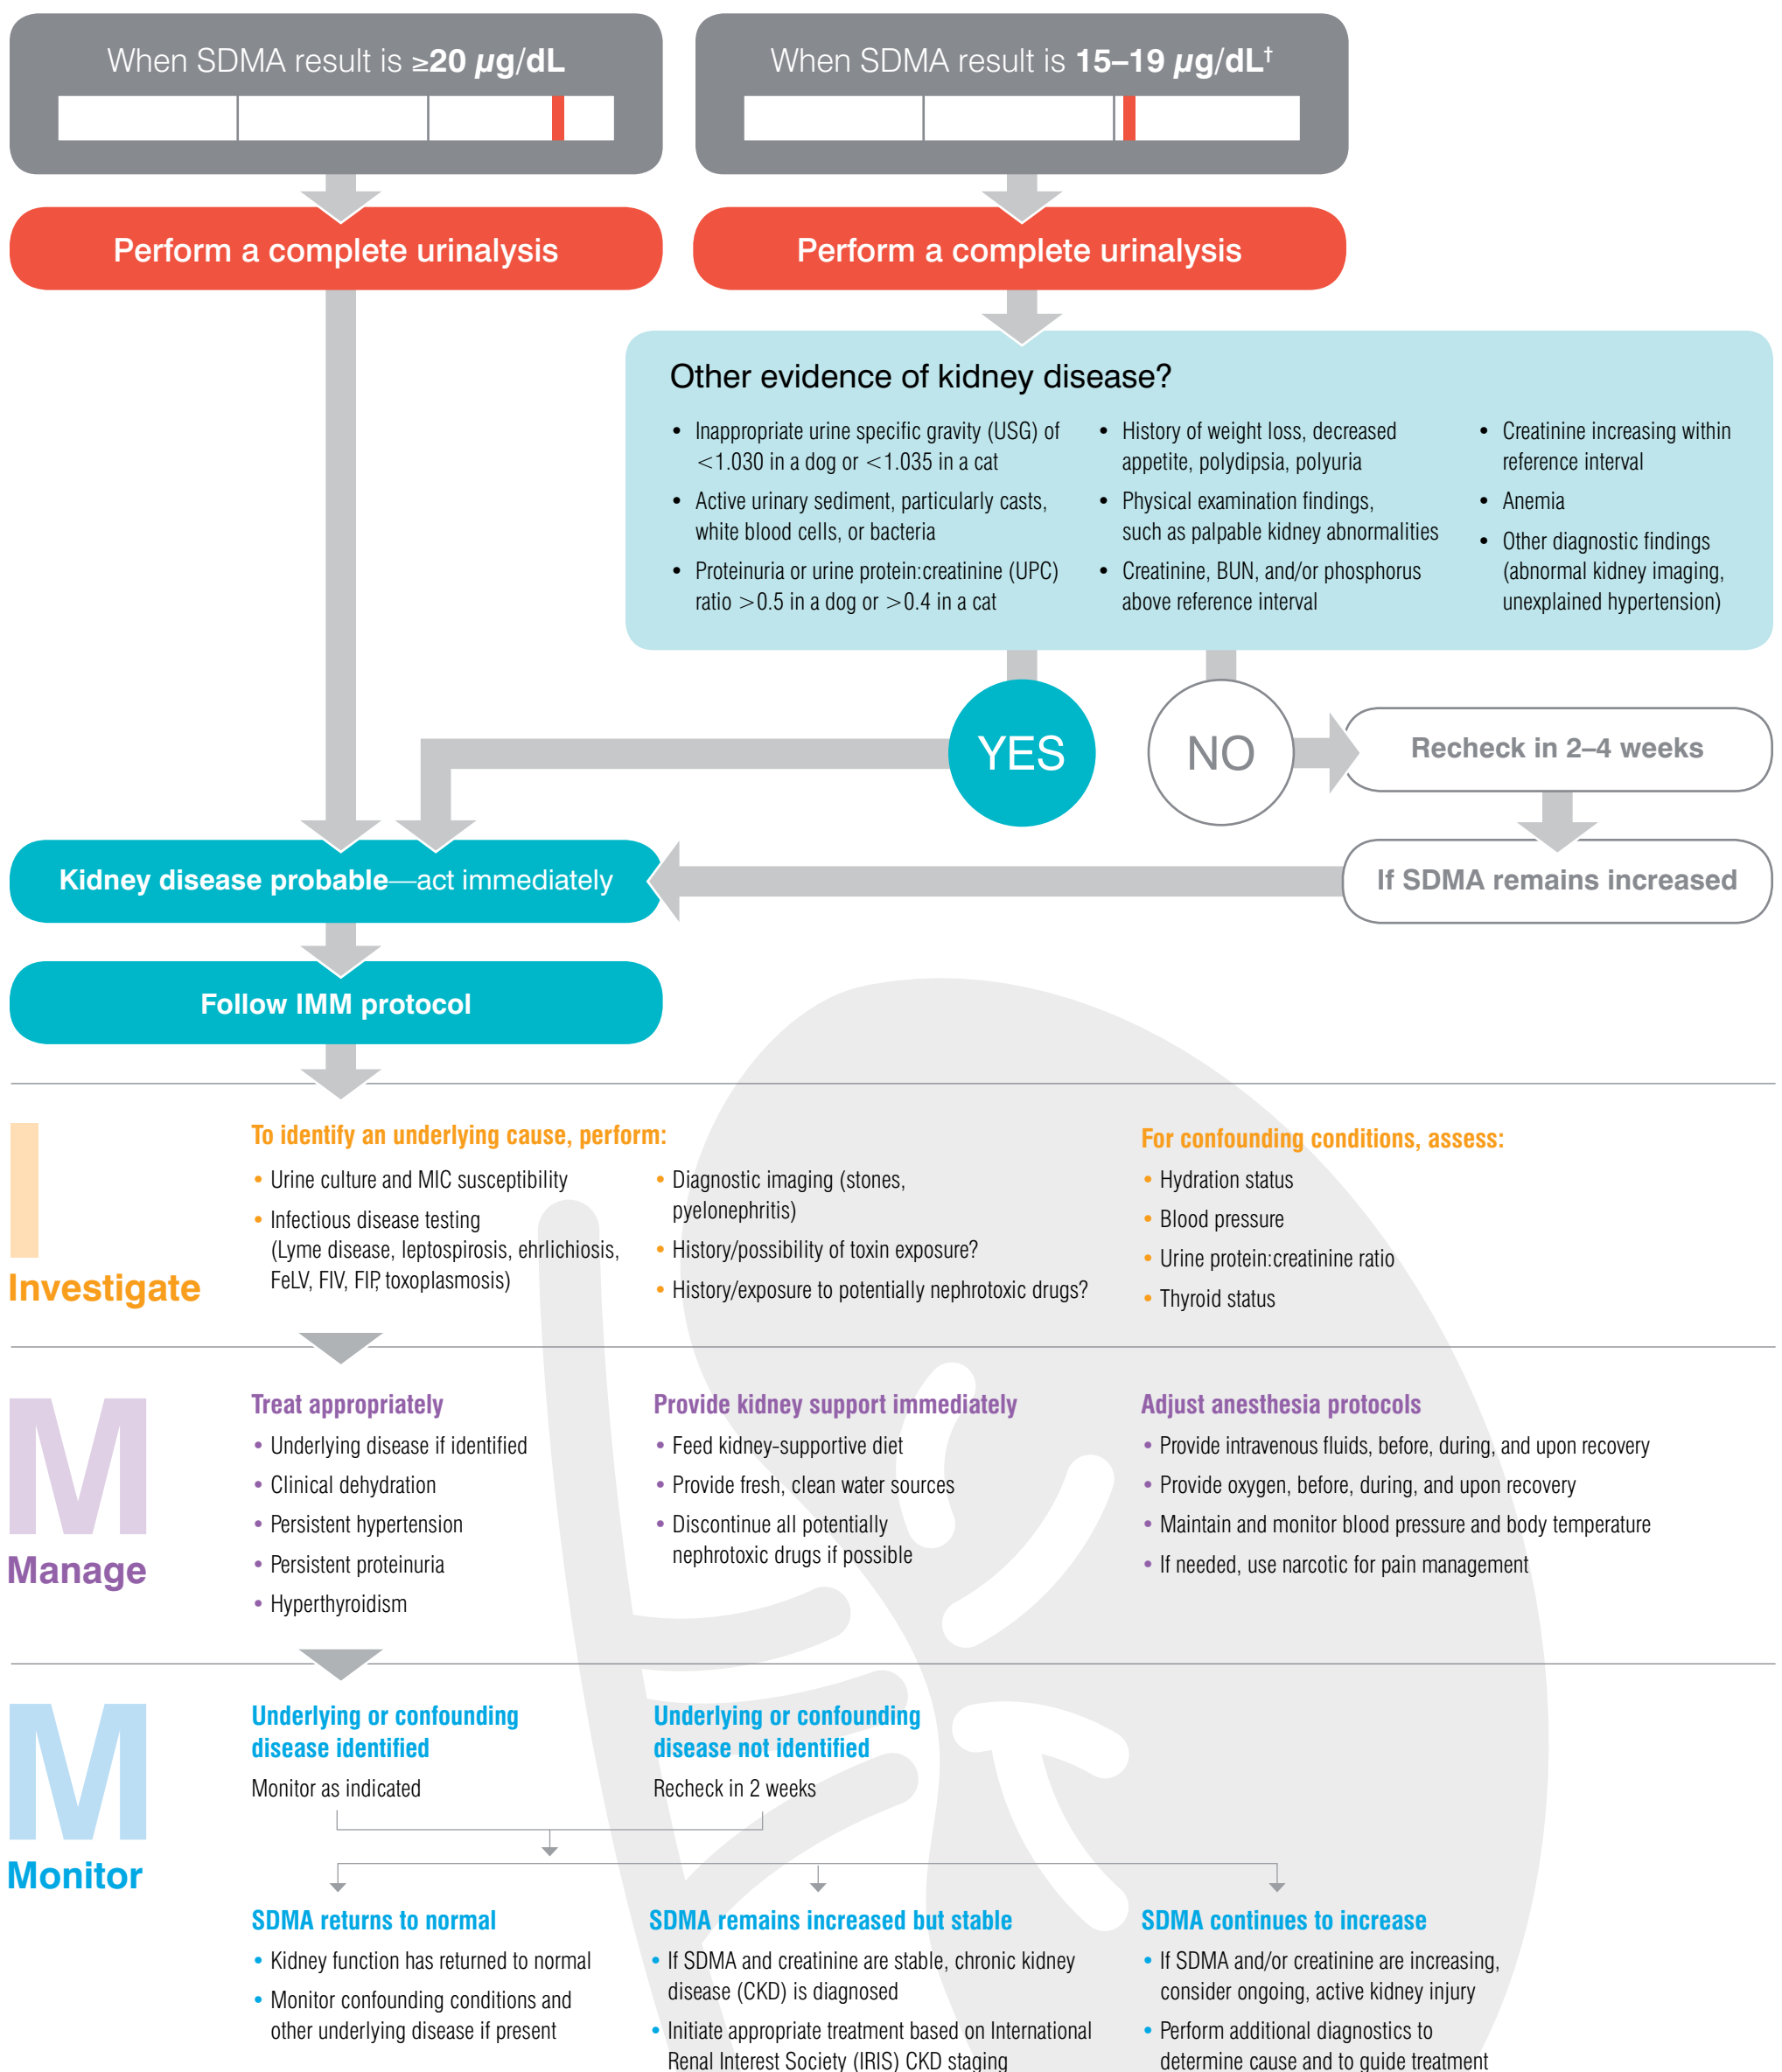 When SDMA result is ≥20 µg/dL
When SDMA result is 15–19 µg/dL†
Perform a complete urinalysis
Perform a complete urinalysis
Other evidence of kidney disease?
• Inappropriate urine specific gravity (USG) of
<1.030 in a dog or <1.035 in a cat
• Active urinary sediment, particularly casts,
white blood cells, or bacteria
• Proteinuria or urine protein:creatinine (UPC)
ratio >0.5 in a dog or >0.4 in a cat
• History of weight loss, decreased
appetite, polydipsia, polyuria
• Physical examination findings,
such as palpable kidney abnormalities
• Creatinine, BUN, and/or phosphorus
above reference interval
• Creatinine increasing within
reference interval
• Anemia
• Other diagnostic findings
(abnormal kidney imaging,
unexplained hypertension)
YES
NO
Recheck in 2–4 weeks
Kidney disease probable—act immediately
If SDMA remains increased
Follow IMM protocol
I
Investigate
To identify an underlying cause, perform:
• Urine culture and MIC susceptibility
• Infectious disease testing
(Lyme disease, leptospirosis, ehrlichiosis,
FeLV, FIV, FIP, toxoplasmosis)
• Diagnostic imaging (stones,
pyelonephritis)
• History/possibility of toxin exposure?
• History/exposure to potentially nephrotoxic drugs?
For confounding conditions, assess:
• Hydration status
• Blood pressure
• Urine protein:creatinine ratio
• Thyroid status
M
Manage
Treat appropriately
• Underlying disease if identified
• Clinical dehydration
• Persistent hypertension
• Persistent proteinuria
• Hyperthyroidism
Provide kidney support immediately
• Feed kidney-supportive diet
• Provide fresh, clean water sources
• Discontinue all potentially
nephrotoxic drugs if possible
Adjust anesthesia protocols
• Provide intravenous fluids, before, during, and upon recovery
• Provide oxygen, before, during, and upon recovery
• Maintain and monitor blood pressure and body temperature
• If needed, use narcotic for pain management
M
Monitor
Underlying or confounding
disease identified
Monitor as indicated
Underlying or confounding
disease not identified
Recheck in 2 weeks
SDMA returns to normal
• Kidney function has returned to normal
• Monitor confounding conditions and
other underlying disease if present
SDMA remains increased but stable
• If SDMA and creatinine are stable, chronic kidney
disease (CKD) is diagnosed
• Initiate appropriate treatment based on International
Renal Interest Society (IRIS) CKD staging
SDMA continues to increase
• If SDMA and/or creatinine are increasing,
consider ongoing, active kidney injury
• Perform additional diagnostics to
determine cause and to guide treatment